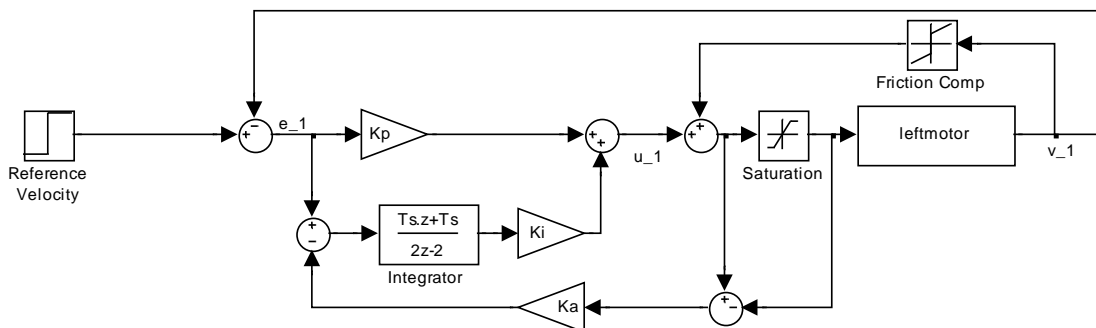 Friction Comp
e_1
Kp
leftmotor
Reference
Velocity
u_1
Saturation
v_1
Ts.z+Ts
2z-2
Ki
Integrator
Ka